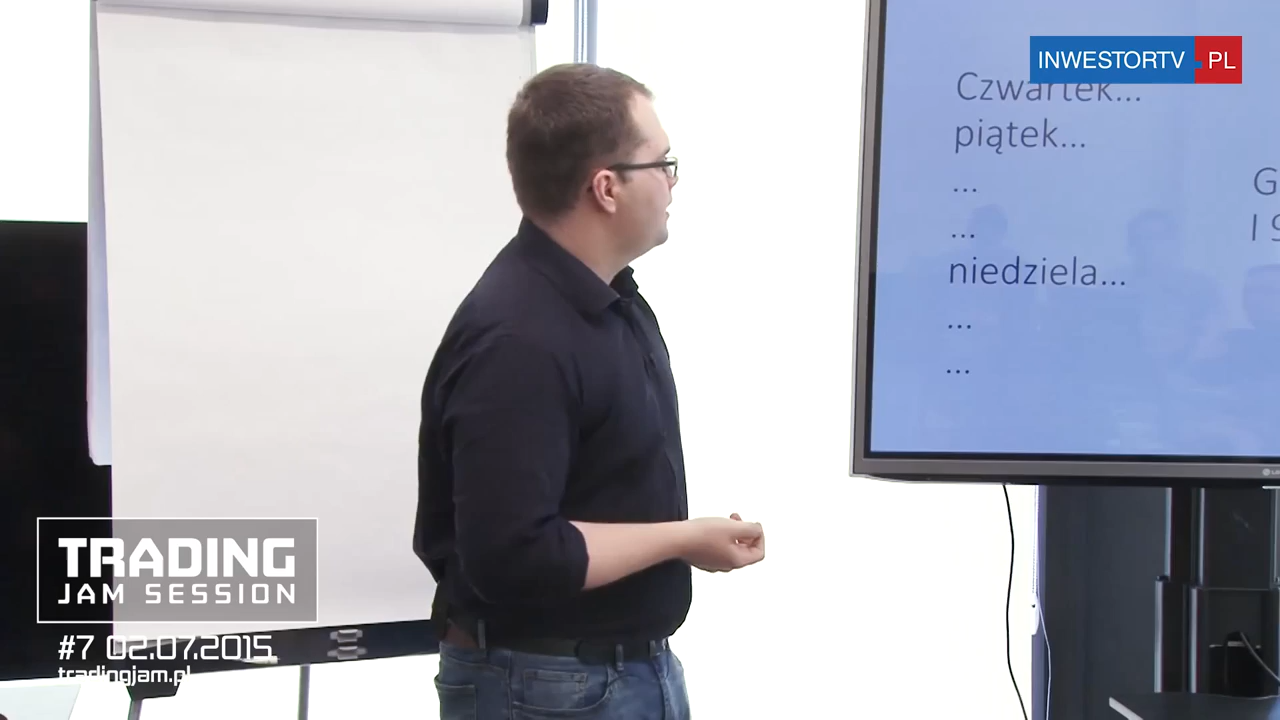 INWESTORTV.PL
Czwartek...
piątek...
...
...
niedziela...
...
...
TRADING
JAM SESSION
#7 02.07.2015
tradingjam.pl